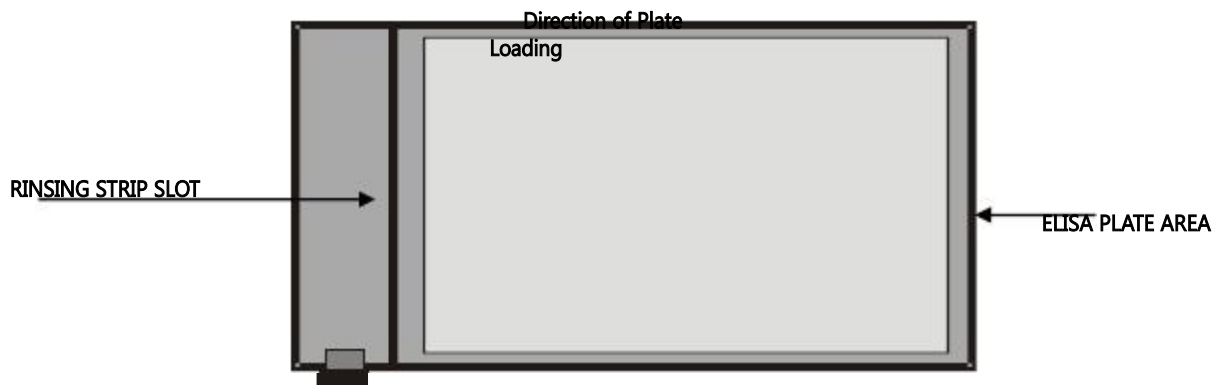 Direction of Plate
Loading
RINSING STRIP SLOT
ELISA PLATE AREA